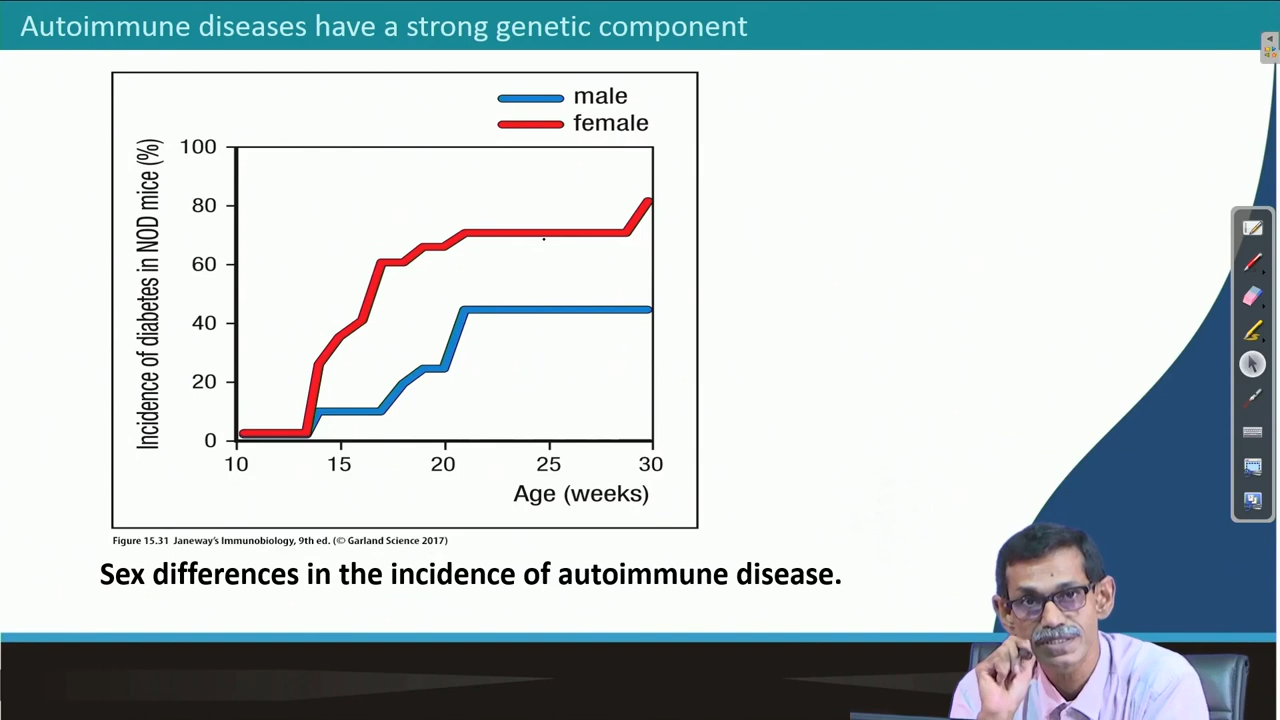 Autoimmune diseases have a strong genetic component
male
female
Incidence of diabetes in NOD mice (%)
100
80
60
40
20
0
10 15 20 25 30
Age (weeks)
Figure 15.31 Janeway's Immunobiology, 9th ed. (© Garland Science 2017)
Sex differences in the incidence of autoimmune disease.